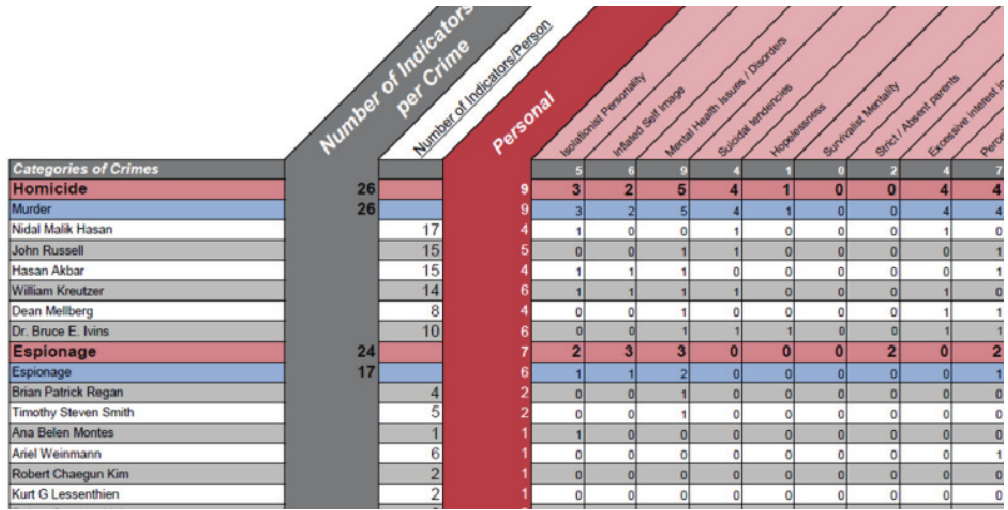 Number of Indicators
per Crime
Number of Indicators/Person
Personal
Isolationist Personality
Inflated Self Image
Mental Health Issues / Disorders
Suicidal tendencies
Hopelessness
Survivalist Mentality
Strict / Absent parents
Excessive Interest In
Perce
Categories of Crimes 5 6 9 4 1 0 2 4 7
Homicide 26 9 3 2 5 4 1 0 0 4 4
Murder 26 9 3 2 5 4 1 0 0 4 4
Nidal Malik Hasan 17 4 1 0 0 1 0 0 0 1 0
John Russell 15 5 0 0 1 1 0 0 0 0 1
Hasan Akbar 15 4 1 1 1 0 0 0 0 0 1
William Kreutzer 14 6 1 1 1 1 0 0 0 1 0
Dean Mellberg 8 4 0 0 1 0 0 0 0 1 1
Dr. Bruce E. Ivins 10 6 0 0 1 1 1 0 0 1 1
Espionage 24 7 2 3 3 0 0 0 2 0 2
Espionage 17 6 1 1 2 0 0 0 0 0 1
Brian Patrick Regan 4 2 0 0 1 0 0 0 0 0 0
Timothy Steven Smith 5 2 0 0 1 0 0 0 0 0 0
Ana Belen Montes 1 1 1 0 0 0 0 0 0 0 0
Ariel Weinmann 6 1 0 0 0 0 0 0 0 0 1
Robert Chaegun Kim 2 1 0 0 0 0 0 0 0 0 0
Kurt G Lessenthien 2 1 0 0 0 0 0 0 0 0 0